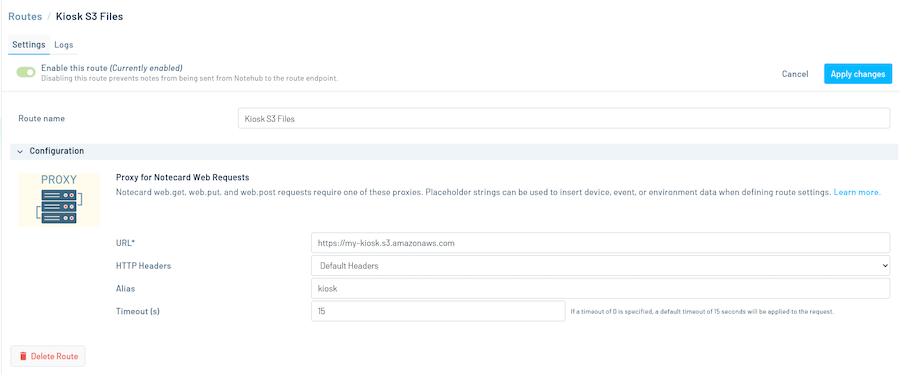 Routes / Kiosk S3 Files
Settings Logs
Enable this route (Currently enabled)
Disabling this route prevents notes from being sent from Notehub to the route endpoint.
Cancel Apply changes
Route name Kiosk S3 Files
Configuration
PROXY
Proxy for Notecard Web Requests
Notecard web.get, web.put, and web.post requests require one of these proxies. Placeholder strings can be used to insert device, event, or environment data when defining route settings. Learn more.
URL* https://my-kiosk.s3.amazonaws.com
HTTP Headers Default Headers
Alias kiosk
Timeout (s) 15 If a timeout of 0 is specified, a default timeout of 15 seconds will be applied to the request.
Delete Route